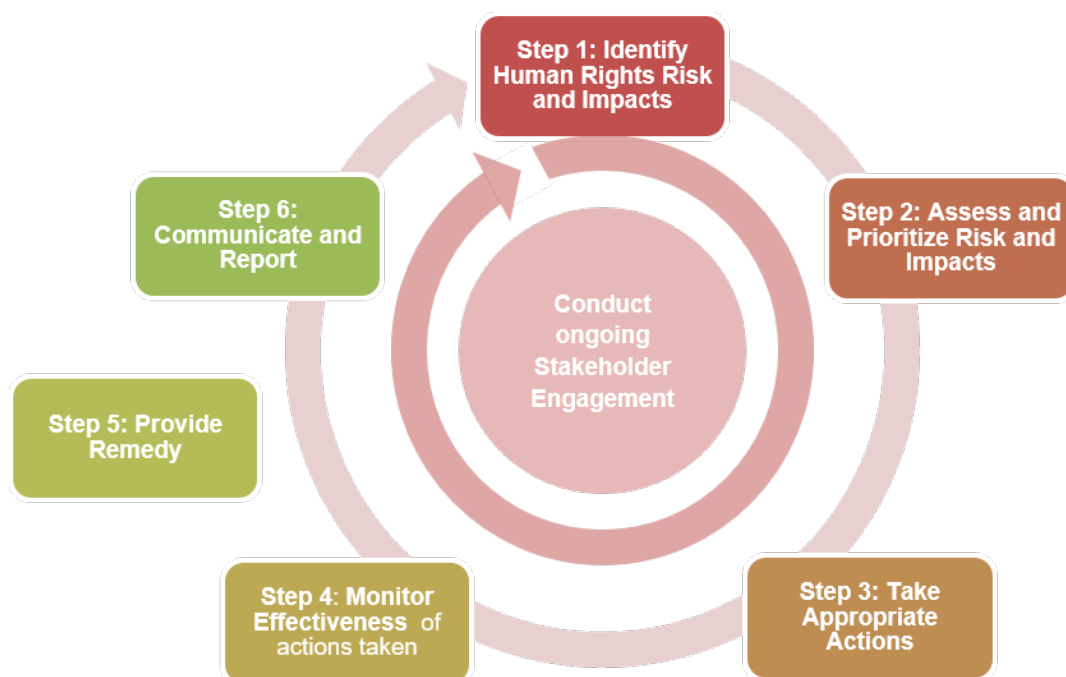 Step 1: Identify
Human Rights Risk
and Impacts
Step 2: Assess and
Prioritize Risk and
Impacts
Step 3: Take
Appropriate
Actions
Step 4: Monitor
Effectiveness of
actions taken
Step 5: Provide
Remedy
Step 6:
Communicate and
Report
Conduct
ongoing
Stakeholder
Engagement